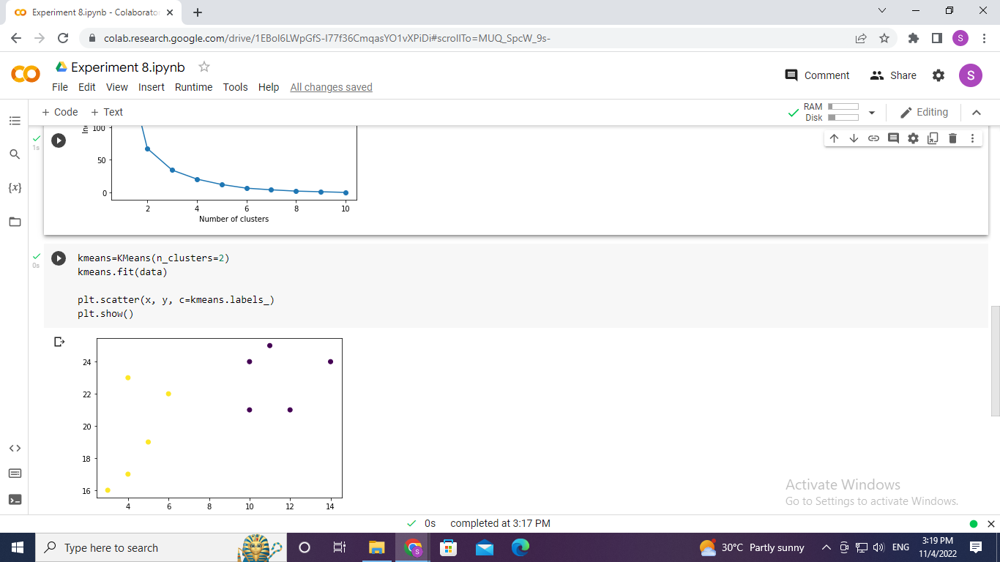 Experiment 8.ipynb - Colaborato
colab.research.google.com/drive/1EBol6LWpGfS-I77f36CmqasYO1vXPiDi#scrollTo=MUQ_SpcW_9s-
S
Experiment 8.ipynb
Comment
Share
S
File Edit View Insert Runtime Tools Help All changes saved
+ Code + Text
RAM
Disk
Editing
1s
100
50
0
2 4 6 8 10
Number of clusters
{x}
0s
kmeans=KMeans(n_clusters=2)
kmeans.fit(data)
plt.scatter(x, y, c=kmeans.labels_)
plt.show()
24
22
20
18
16
4 6 8 10 12 14
Activate Windows
Go to Settings to activate Windows.
0s completed at 3:17 PM
Type here to search
S
30°C Partly sunny
ENG
3:19 PM
11/4/2022